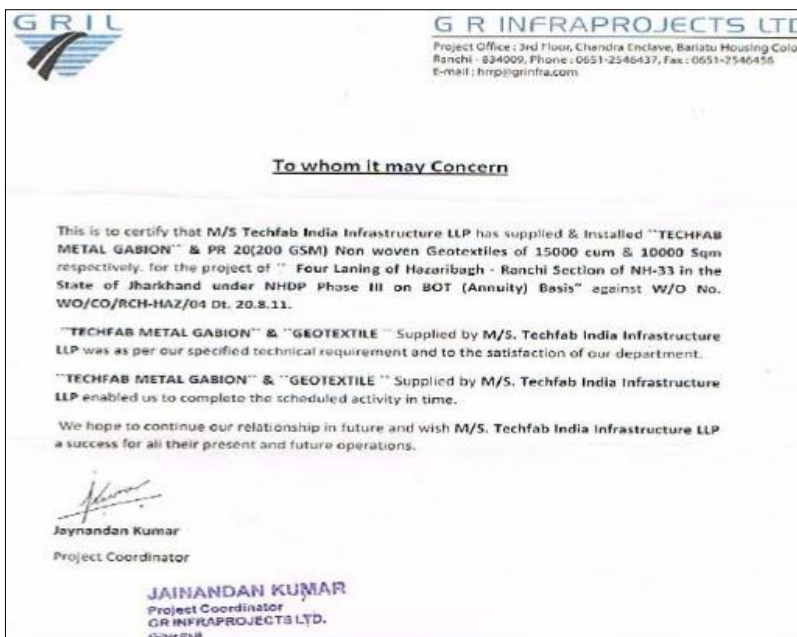 GRIL
G R INFRAPROJECTS LTD
Project Office : 3rd Floor, Chandra Enclave, Bariatu Housing Colo
Ranchi - 834009, Phone : 0651-2546437, Fax : 0651-2546456
E-mail : hrrp@grinfra.com
To whom it may Concern
This is to certify that M/S Techfab India Infrastructure LLP has supplied & Installed "TECHFAB
METAL GABION" & PR 20(200 GSM) Non woven Geotextiles of 15000 cum & 10000 Sqm
respectively. for the project of " Four Laning of Hazaribagh - Ranchi Section of NH-33 in the
State of Jharkhand under NHDP Phase III on BOT (Annuity) Basis" against W/O No.
WO/CO/RCH-HAZ/04 Dt. 20.8.11.
"TECHFAB METAL GABION" & "GEOTEXTILE " Supplied by M/S. Techfab India Infrastructure
LLP was as per our specified technical requirement and to the satisfaction of our department.
"TECHFAB METAL GABION" & "GEOTEXTILE " Supplied by M/S. Techfab India Infrastructure
LLP enabled us to complete the scheduled activity in time.
We hope to continue our relationship in future and wish M/S. Techfab India Infrastructure LLP
a success for all their present and future operations.
Jaynandan Kumar
Project Coordinator
JAINANDAN KUMAR
Project Coordinator
GR INFRAPROJECTS LTD.